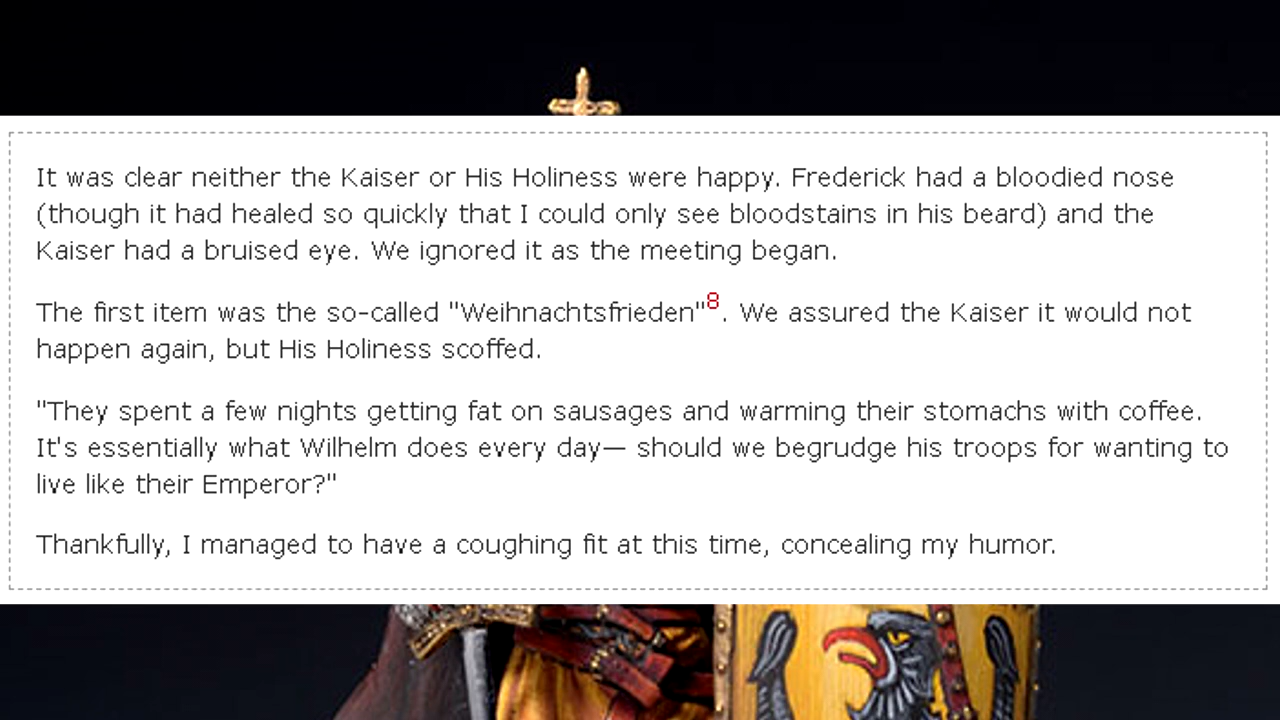 It was clear neither the Kaiser or His Holiness were happy. Frederick had a bloodied nose
(though it had healed so quickly that I could only see bloodstains in his beard) and the
Kaiser had a bruised eye. We ignored it as the meeting began.
The first item was the so-called "Weihnachtsfrieden"8. We assured the Kaiser it would not
happen again, but His Holiness scoffed.
"They spent a few nights getting fat on sausages and warming their stomachs with coffee.
It's essentially what Wilhelm does every day— should we begrudge his troops for wanting to
live like their Emperor?"
Thankfully, I managed to have a coughing fit at this time, concealing my humor.